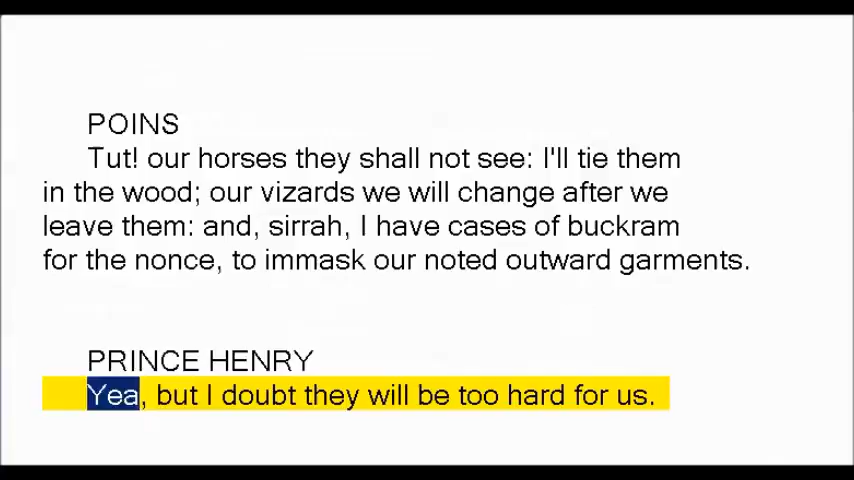 POINS
Tut! our horses they shall not see: I'll tie them
in the wood; our vizards we will change after we
leave them: and, sirrah, I have cases of buckram
for the nonce, to immask our noted outward garments.
PRINCE HENRY
Yea, but I doubt they will be too hard for us.